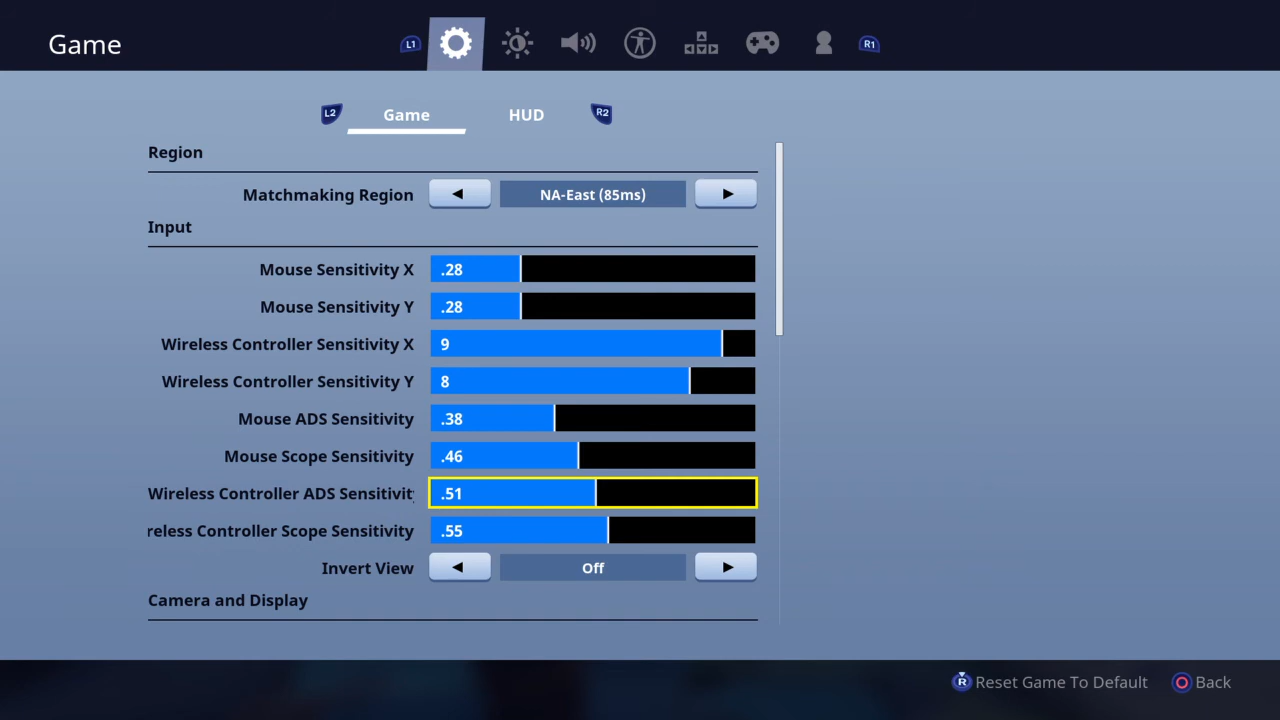 Game
L1
R1
L2
Game
HUD
R2
Region
Matchmaking Region
NA-East (85ms)
Input
Mouse Sensitivity X
.28
Mouse Sensitivity Y
.28
Wireless Controller Sensitivity X
9
Wireless Controller Sensitivity Y
8
Mouse ADS Sensitivity
.38
Mouse Scope Sensitivity
.46
Wireless Controller ADS Sensitivit
.51
reless Controller Scope Sensitivity
.55
Invert View
Off
Camera and Display
R Reset Game To Default
Back